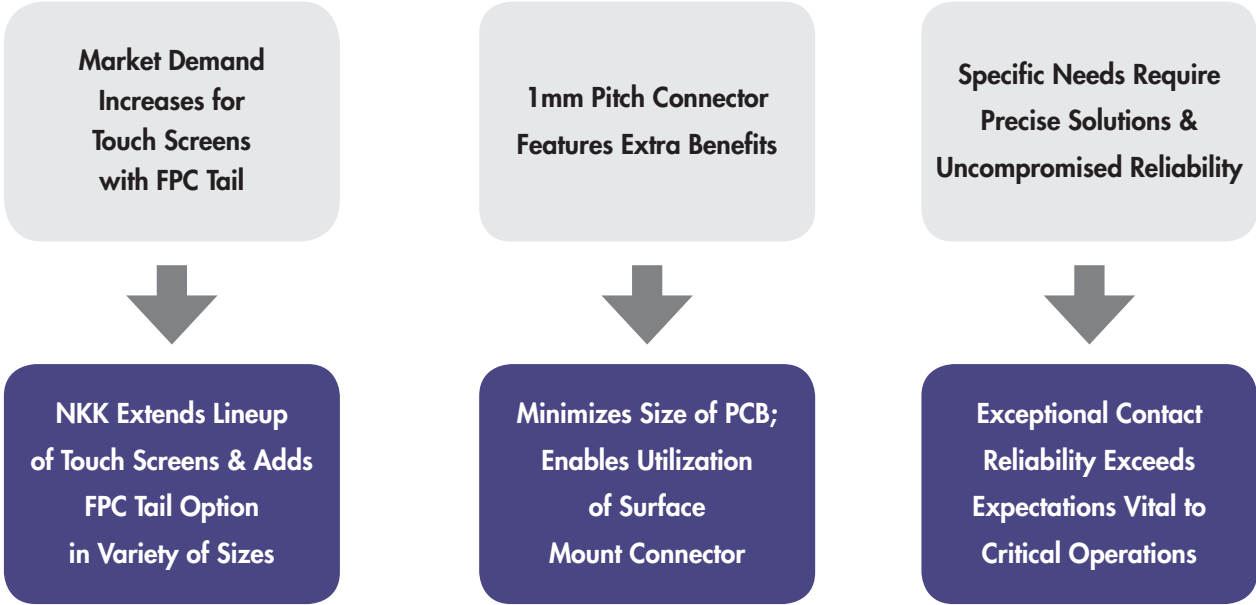 Market Demand
Increases for
Touch Screens
with FPC Tail
1mm Pitch Connector
Features Extra Benefits
Specific Needs Require
Precise Solutions &
Uncompromised Reliability
NKK Extends Lineup
of Touch Screens & Adds
FPC Tail Option
in Variety of Sizes
Minimizes Size of PCB;
Enables Utilization
of Surface
Mount Connector
Exceptional Contact
Reliability Exceeds
Expectations Vital to
Critical Operations